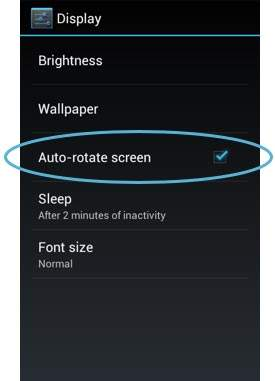 Display
Brightness
Wallpaper
Auto-rotate screen
Sleep
After 2 minutes of inactivity
Font size
Normal